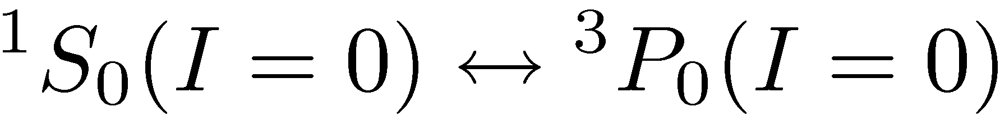 ¹S₀(I = 0) ↔ ³P₀(I = 0)